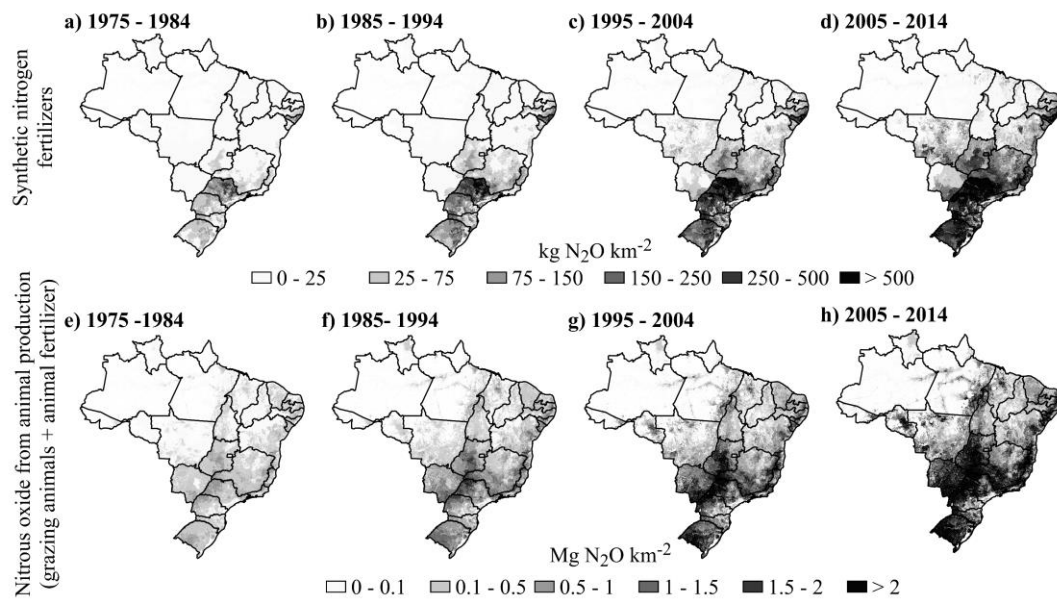 a) 1975 - 1984
b) 1985 - 1994
c) 1995 - 2004
d) 2005 - 2014
Synthetic nitrogen
fertilizers
kg N₂O km⁻²
0 - 25
25 - 75
75 - 150
150 - 250
250 - 500
> 500
e) 1975 -1984
f) 1985- 1994
g) 1995 - 2004
h) 2005 - 2014
Nitrous oxide from animal production
(grazing animals + animal fertilizer)
Mg N₂O km⁻²
0 - 0.1
0.1 - 0.5
0.5 - 1
1 - 1.5
1.5 - 2
> 2